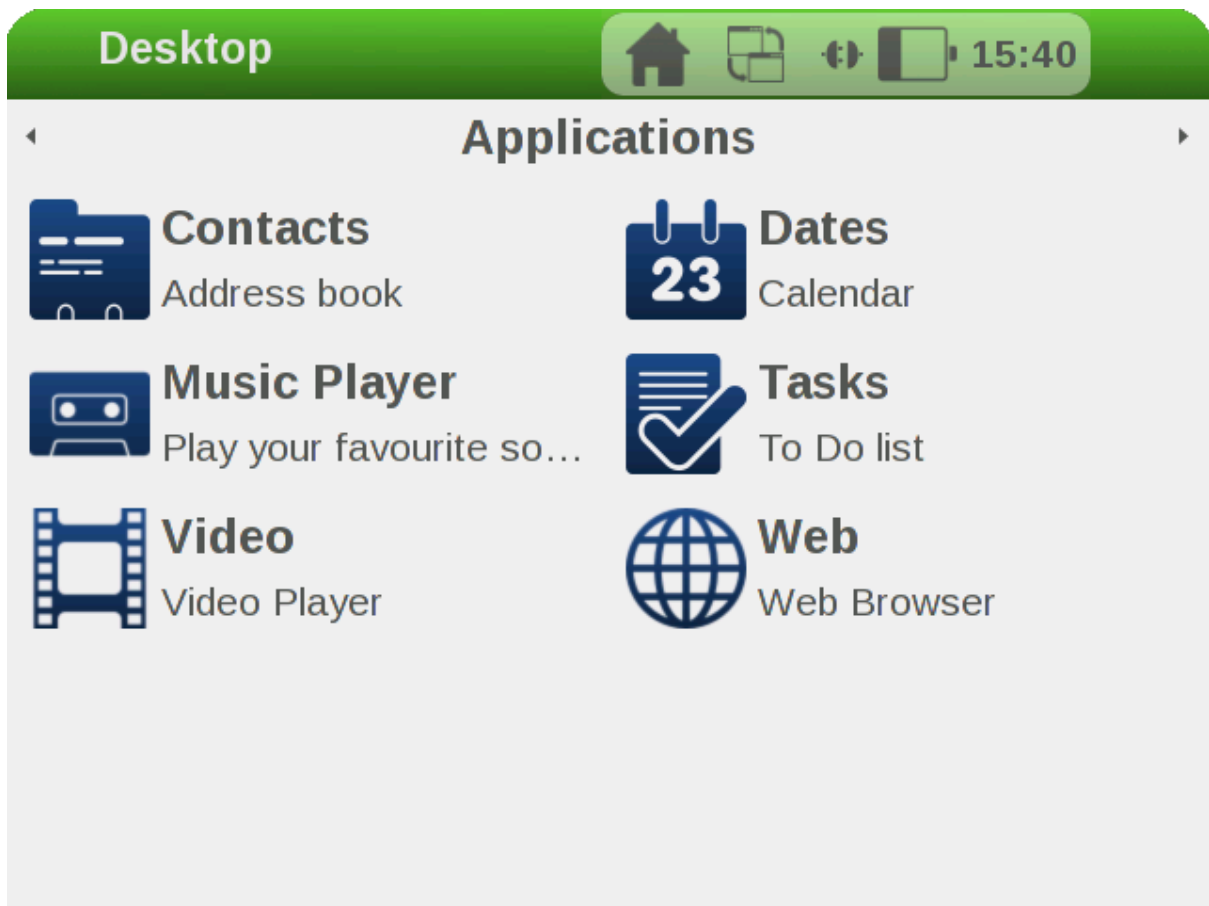 Desktop
15:40
Applications
Contacts
Address book
Dates
23
Calendar
Music Player
Play your favourite so...
Tasks
To Do list
Video
Video Player
Web
Web Browser